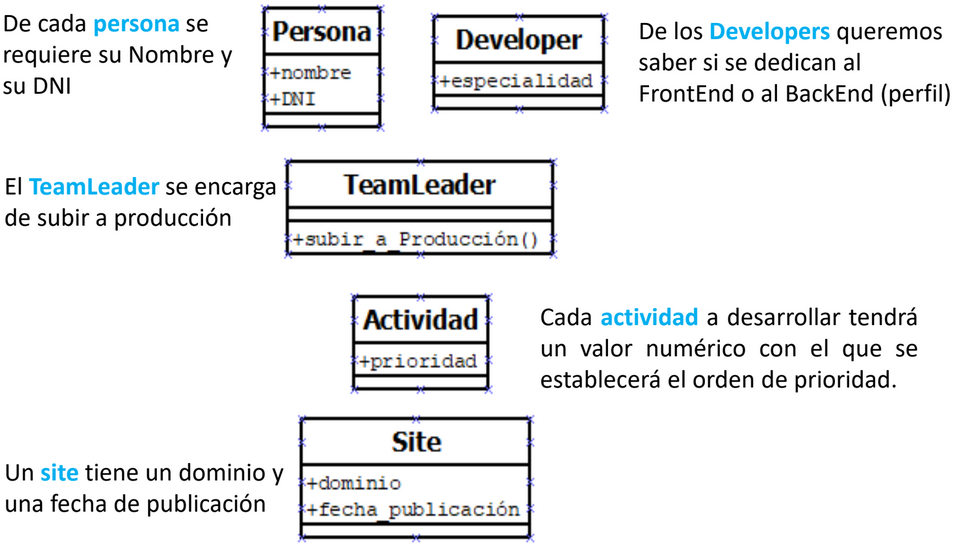 De cada persona se
requiere su Nombre y
su DNI
Persona
+nombre
+DNI
Developer
+especialidad
De los Developers queremos
saber si se dedican al
FrontEnd o al BackEnd (perfil)
El TeamLeader se encarga
de subir a producción
TeamLeader
+subir_a_Producción()
Actividad
+prioridad
Cada actividad a desarrollar tendrá
un valor numérico con el que se
establecerá el orden de prioridad.
Un site tiene un dominio y
una fecha de publicación
Site
+dominio
+fecha_publicación